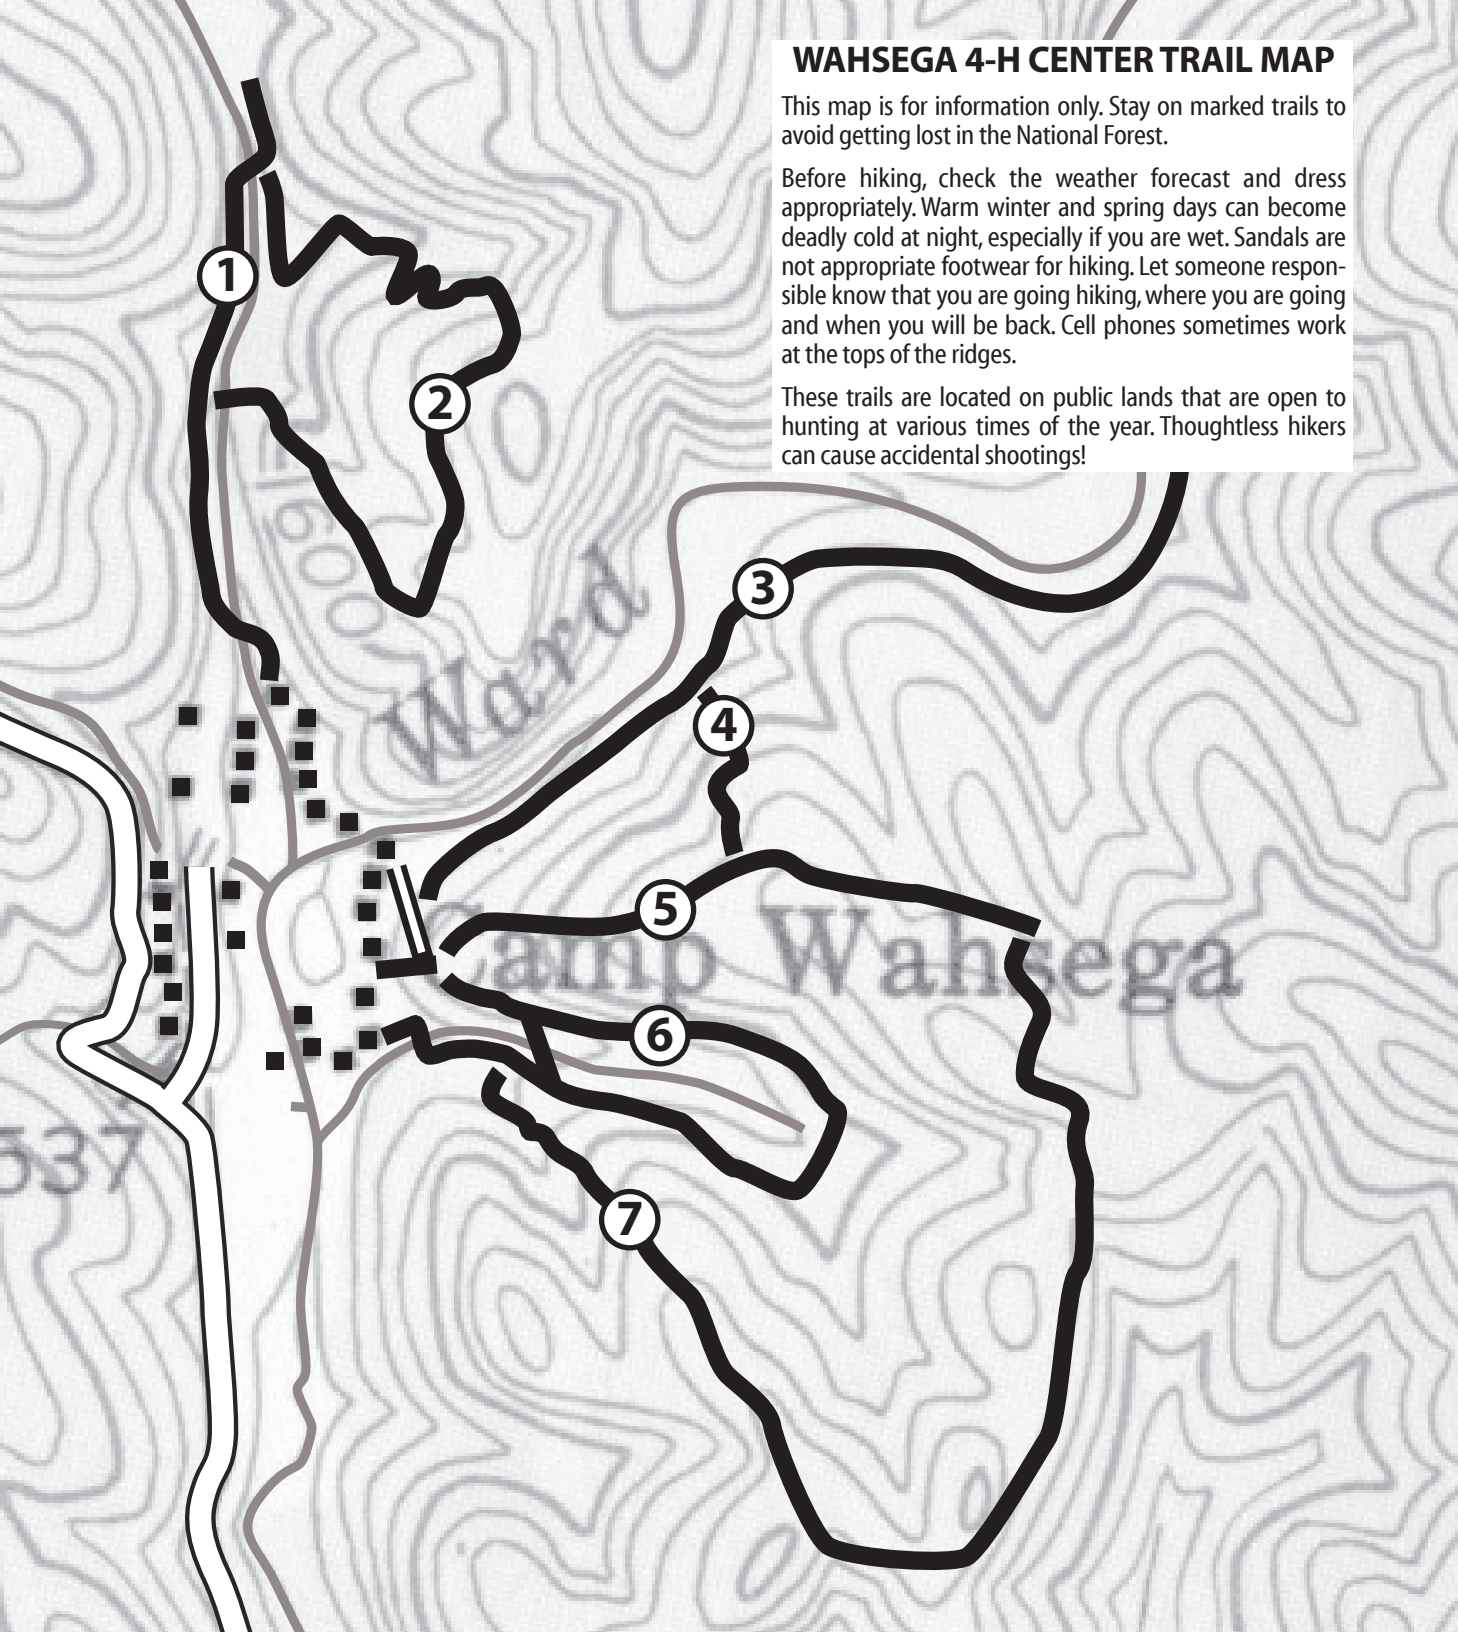 WAHSEGA 4-H CENTER TRAIL MAP
This map is for information only. Stay on marked trails to
avoid getting lost in the National Forest.
Before hiking, check the weather forecast and dress
appropriately. Warm winter and spring days can become
deadly cold at night, especially if you are wet. Sandals are
not appropriate footwear for hiking. Let someone respon-
sible know that you are going hiking, where you are going
and when you will be back. Cell phones sometimes work
at the tops of the ridges.
These trails are located on public lands that are open to
hunting at various times of the year. Thoughtless hikers
can cause accidental shootings!
1
2
1600
Ward
3
4
5
Camp Wahsega
6
537
7